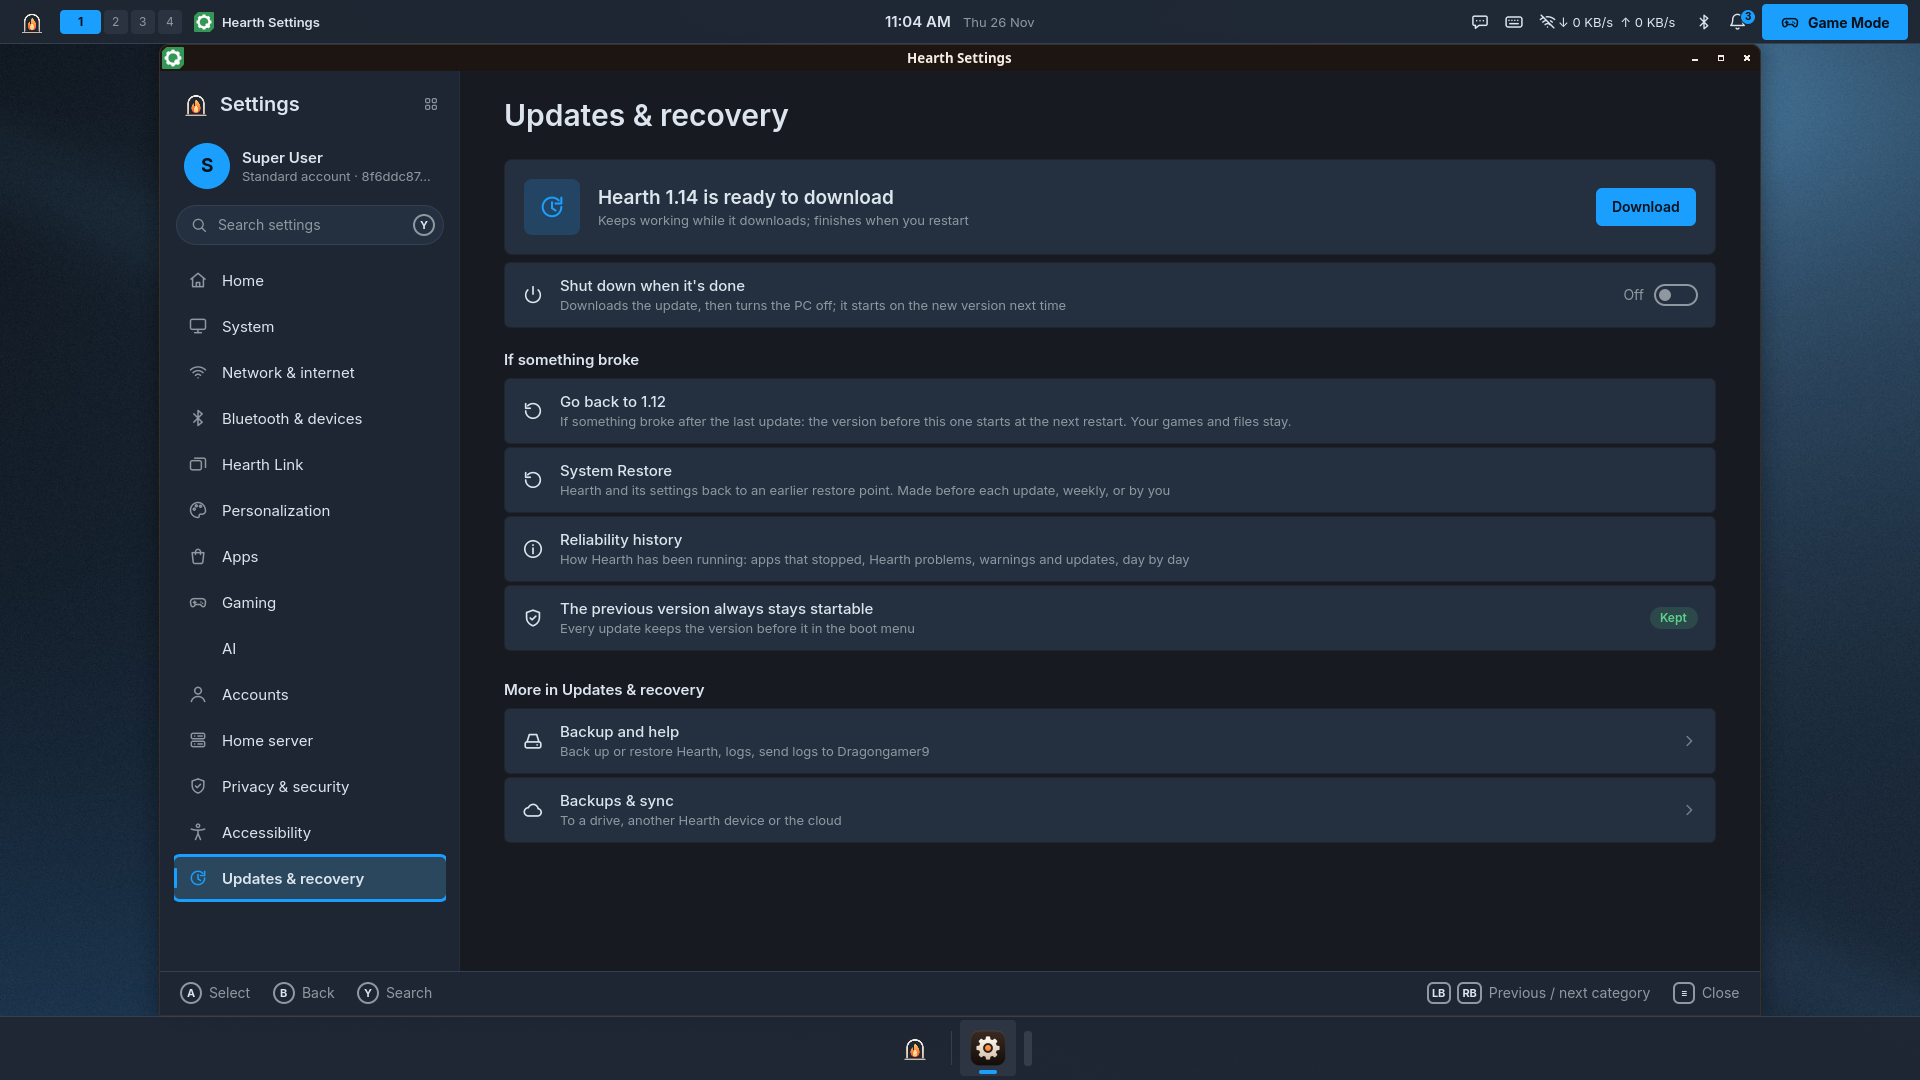 1
2
3
4
Hearth Settings
11:04 AM
Thu 26 Nov
↓ 0 KB/s ↑ 0 KB/s
3
Game Mode
Hearth Settings
Settings
S
Super User
Standard account · 8f6ddc87...
Search settings
Y
Home
System
Network & internet
Bluetooth & devices
Hearth Link
Personalization
Apps
Gaming
AI
Accounts
Home server
Privacy & security
Accessibility
Updates & recovery
Updates & recovery
Hearth 1.14 is ready to download
Keeps working while it downloads; finishes when you restart
Download
Shut down when it's done
Downloads the update, then turns the PC off; it starts on the new version next time
Off
If something broke
Go back to 1.12
If something broke after the last update: the version before this one starts at the next restart. Your games and files stay.
System Restore
Hearth and its settings back to an earlier restore point. Made before each update, weekly, or by you
Reliability history
How Hearth has been running: apps that stopped, Hearth problems, warnings and updates, day by day
The previous version always stays startable
Every update keeps the version before it in the boot menu
Kept
More in Updates & recovery
Backup and help
Back up or restore Hearth, logs, send logs to Dragongamer9
Backups & sync
To a drive, another Hearth device or the cloud
A Select
B Back
Y Search
LB RB Previous / next category
≡ Close